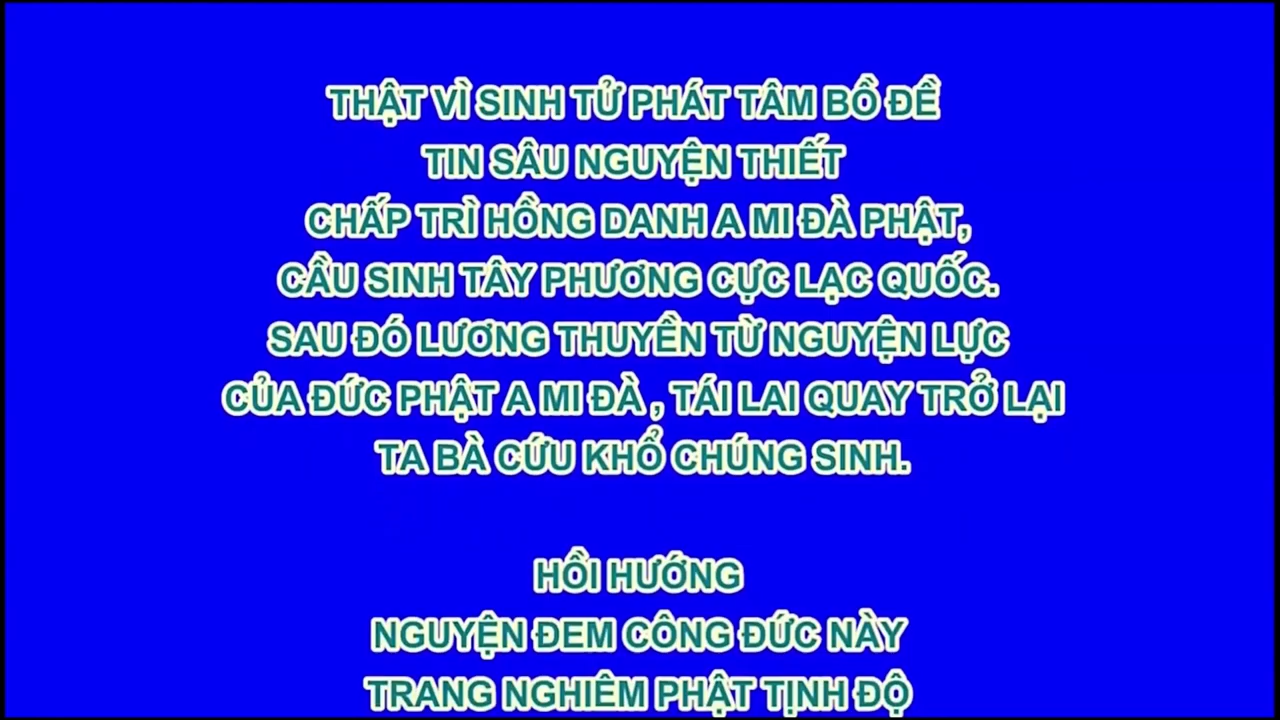 THẬT VÌ SINH TỬ PHÁT TÂM BỒ ĐỀ
TIN SÂU NGUYỆN THIẾT
CHẤP TRÌ HỒNG DANH A MI ĐÀ PHẬT,
CẦU SINH TÂY PHƯƠNG CỰC LẠC QUỐC.
SAU ĐÓ LƯƠNG THUYỀN TỪ NGUYỆN LỰC
CỦA ĐỨC PHẬT A MI ĐÀ , TÁI LAI QUAY TRỞ LẠI
TA BÀ CỨU KHỔ CHÚNG SINH.
HỒI HƯỚNG
NGUYỆN ĐEM CÔNG ĐỨC NÀY
TRANG NGHIÊM PHẬT TỊNH ĐỘ